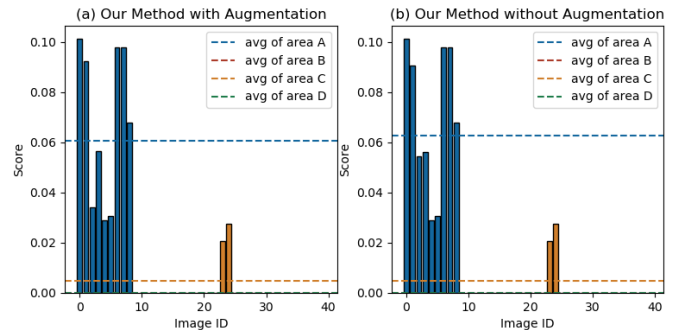 (a) Our Method with Augmentation
0.10
0.08
0.06
0.04
0.02
0.00
Score
avg of area A
avg of area B
avg of area C
avg of area D
0 10 20 30 40
Image ID
(b) Our Method without Augmentation
0.10
0.08
0.06
0.04
0.02
0.00
Score
avg of area A
avg of area B
avg of area C
avg of area D
0 10 20 30 40
Image ID